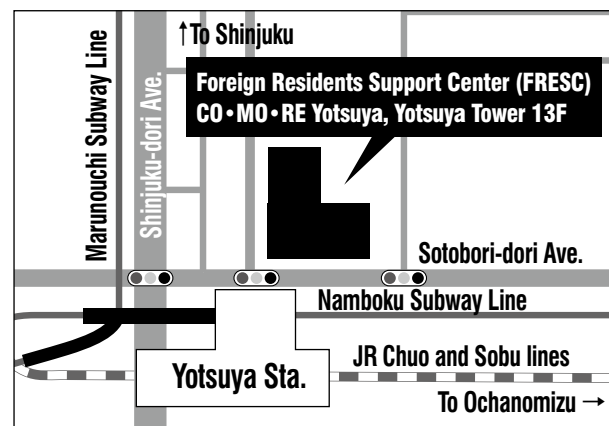 ↑To Shinjuku
Marunouchi Subway Line
Shinjuku-dori Ave.
Foreign Residents Support Center (FRESC)
CO•MO•RE Yotsuya, Yotsuya Tower 13F
Sotobori-dori Ave.
Namboku Subway Line
Yotsuya Sta.
JR Chuo and Sobu lines
To Ochanomizu →